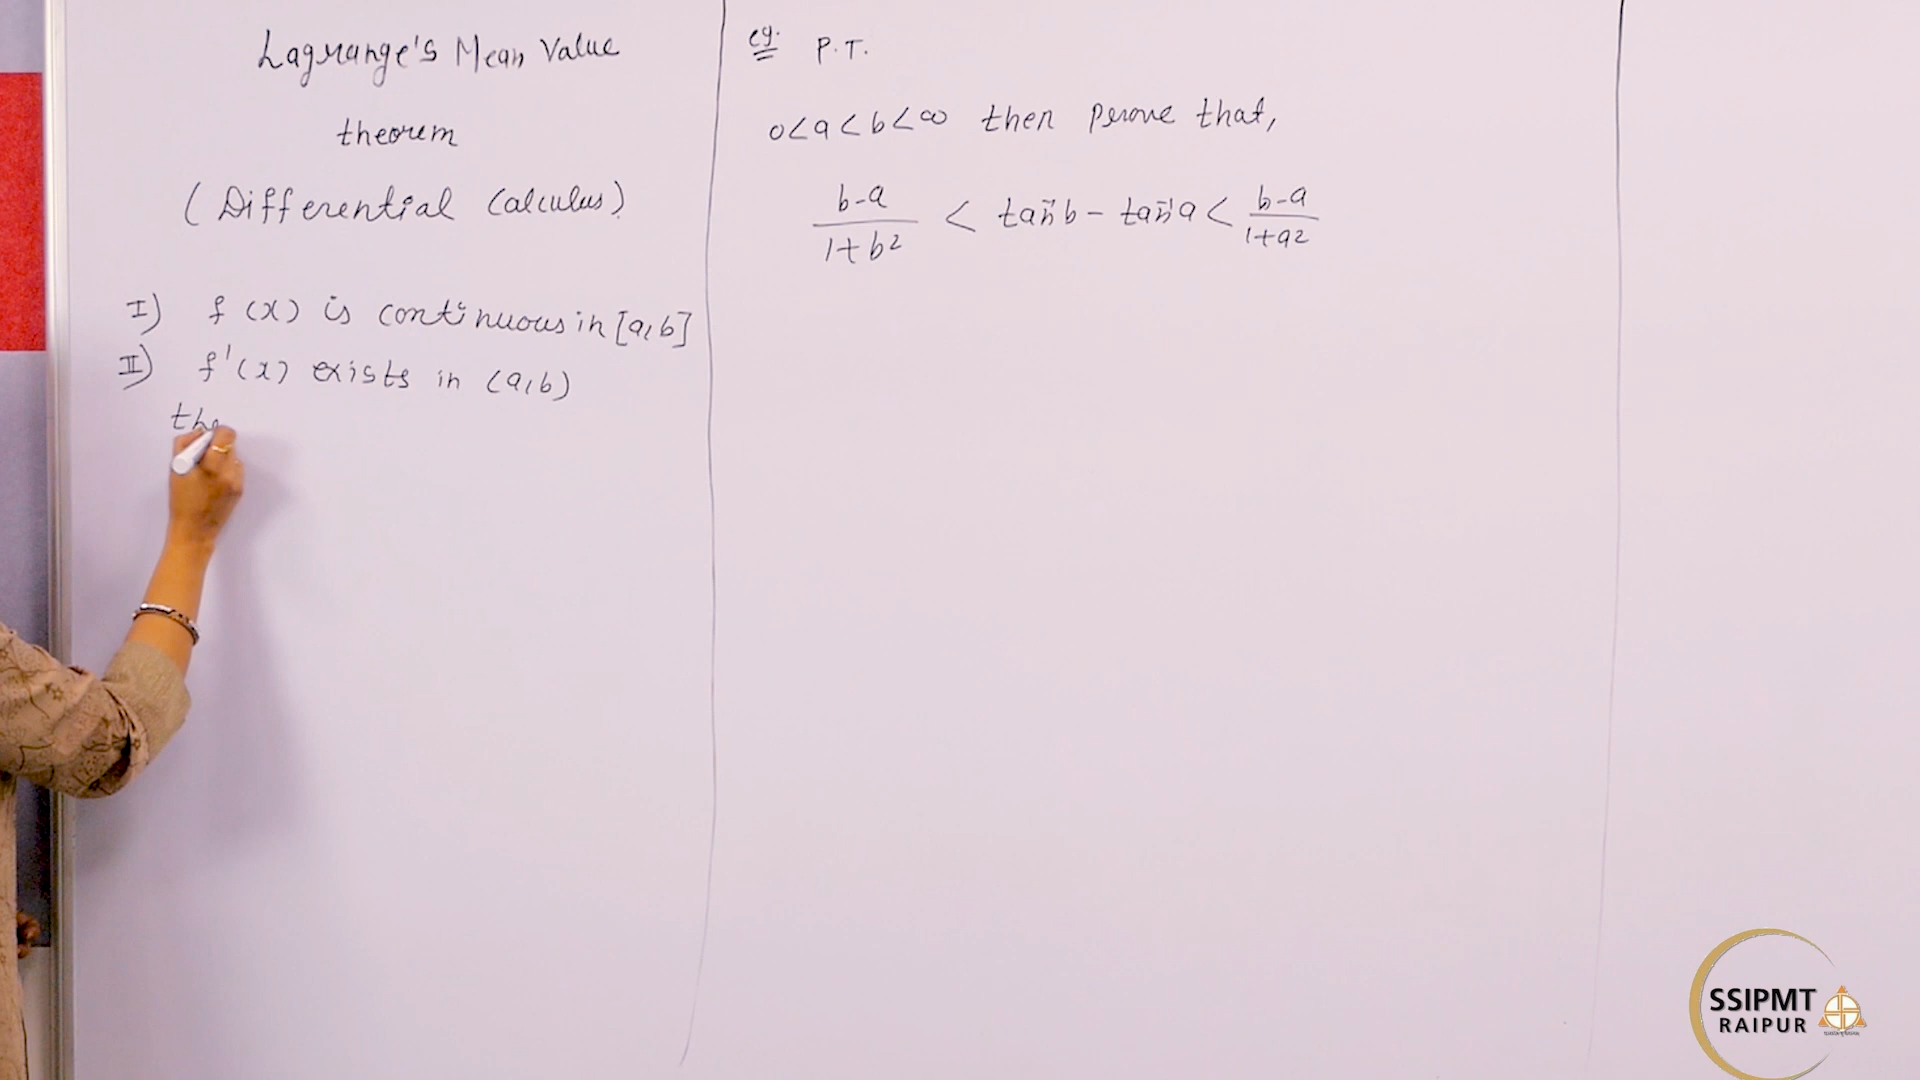 Lagrange's Mean Value
theorem
(Differential Calculus)
I) f(x) is continuous in [a,b]
II) f'(x) exists in (a,b)
the
eg. P.T.
0<a<b<∞ then prove that,
b-a / 1+b² < tan⁻¹b - tan⁻¹a < b-a / 1+a²
SSIPMT
RAIPUR